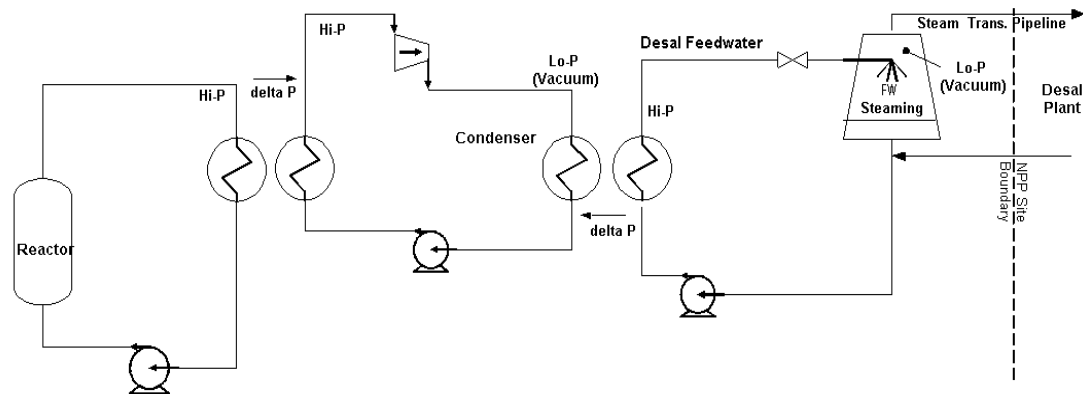 Hi-P
delta P
Hi-P
Lo-P
(Vacuum)
Condenser
delta P
Reactor
Desal Feedwater
Hi-P
FW
Steaming
Lo-P
(Vacuum)
Steam Trans. Pipeline
Desal
Plant
NPP Site
Boundary